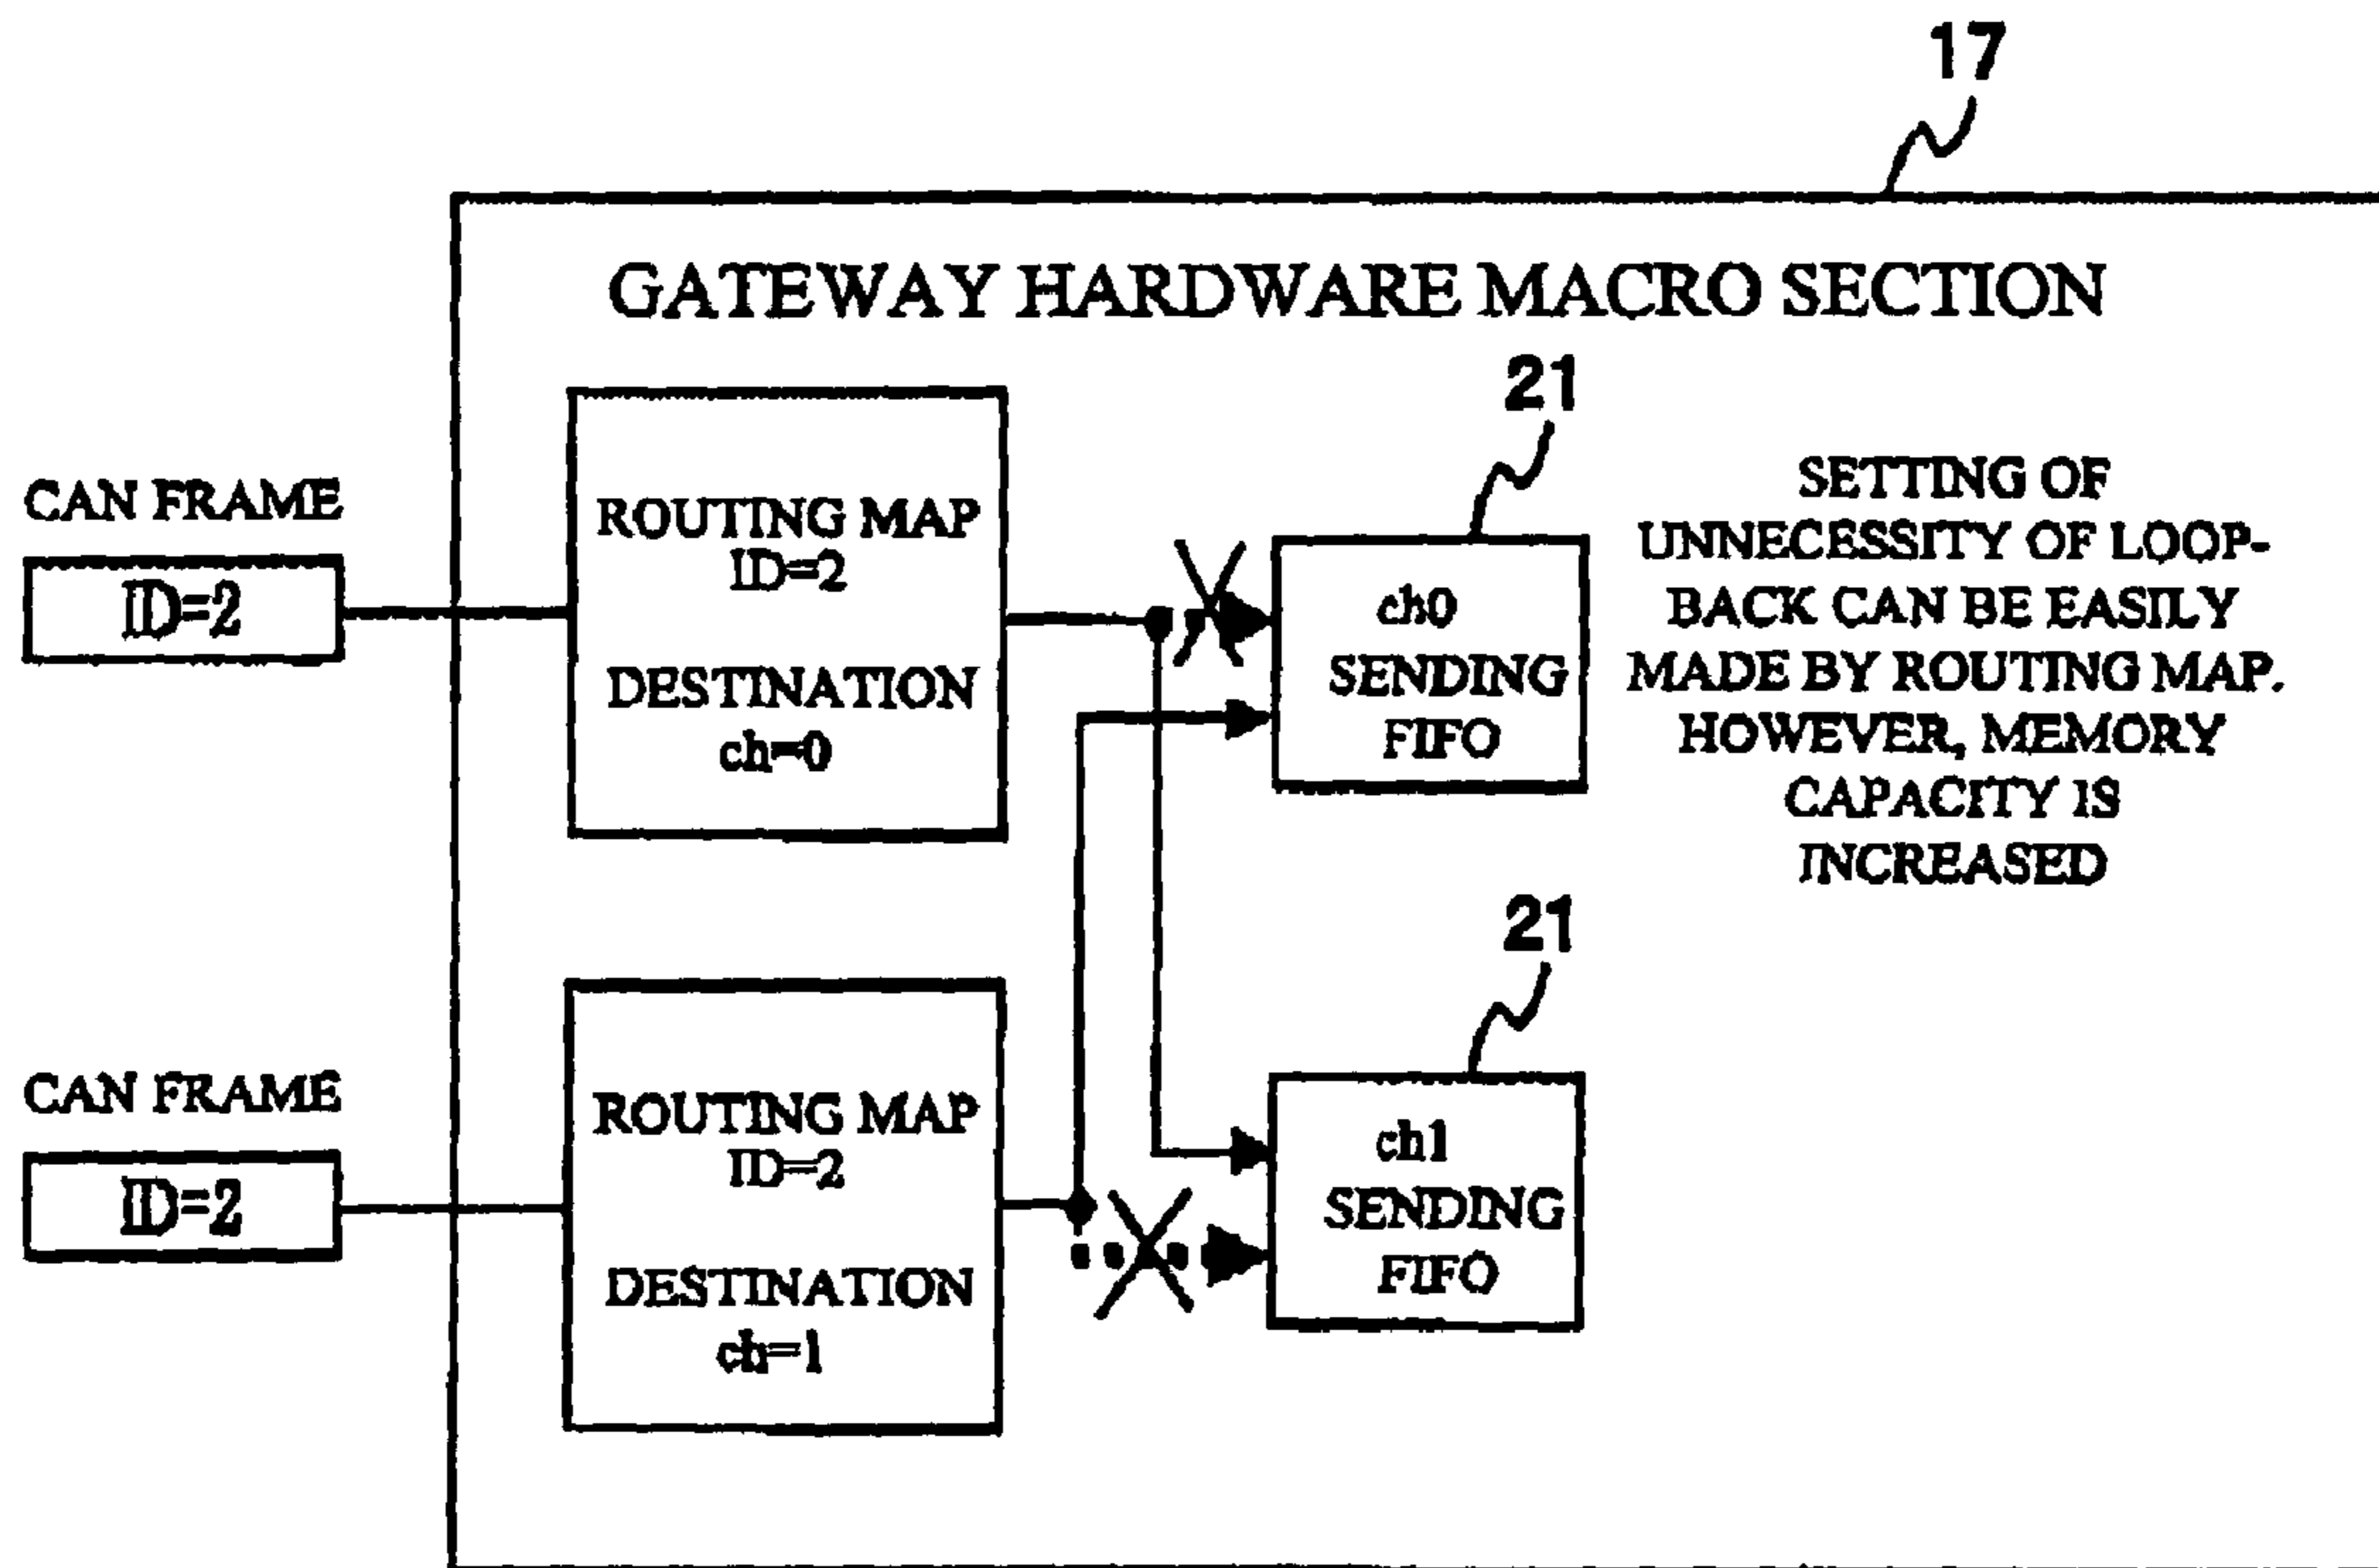 17
GATEWAY HARDWARE MACRO SECTION
CAN FRAME
ID=2
ROUTING MAP
ID=2
DESTINATION
ch=0
21
ch0
SENDING
FIFO
SETTING OF
UNNECESSITY OF LOOP-
BACK CAN BE EASILY
MADE BY ROUTING MAP.
HOWEVER, MEMORY
CAPACITY IS
INCREASED
CAN FRAME
ID=2
ROUTING MAP
ID=2
DESTINATION
ch=1
21
ch1
SENDING
FIFO